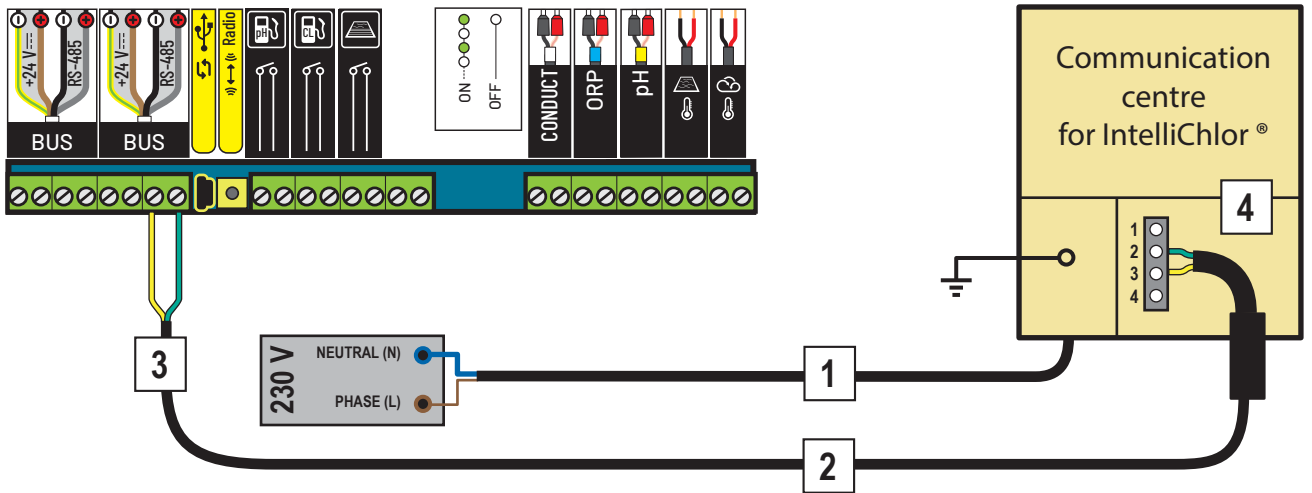 +24 V
RS-485
BUS
+24 V
RS-485
BUS
Radio
pH
CL
ON
OFF
CONDUCT
ORP
pH
Communication
centre
for IntelliChlor ®
4
1
2
3
4
3
230 V
NEUTRAL (N)
PHASE (L)
1
2